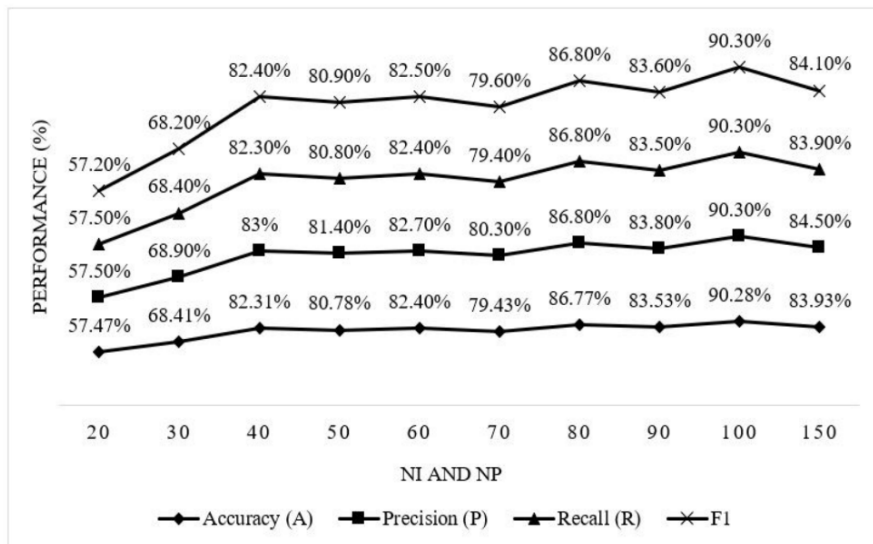 90.30%
86.80%
82.40% 80.90% 82.50% 79.60% 83.60% 84.10%
68.20%
90.30%
57.20% 82.30% 80.80% 82.40% 79.40% 86.80% 83.50% 83.90%
68.40%
57.50% 83% 81.40% 82.70% 80.30% 86.80% 83.80% 90.30% 84.50%
68.90%
57.50%
57.47% 68.41% 82.31% 80.78% 82.40% 79.43% 86.77% 83.53% 90.28% 83.93%
PERFORMANCE (%)
20 30 40 50 60 70 80 90 100 150
NI AND NP
Accuracy (A) Precision (P) Recall (R) F1